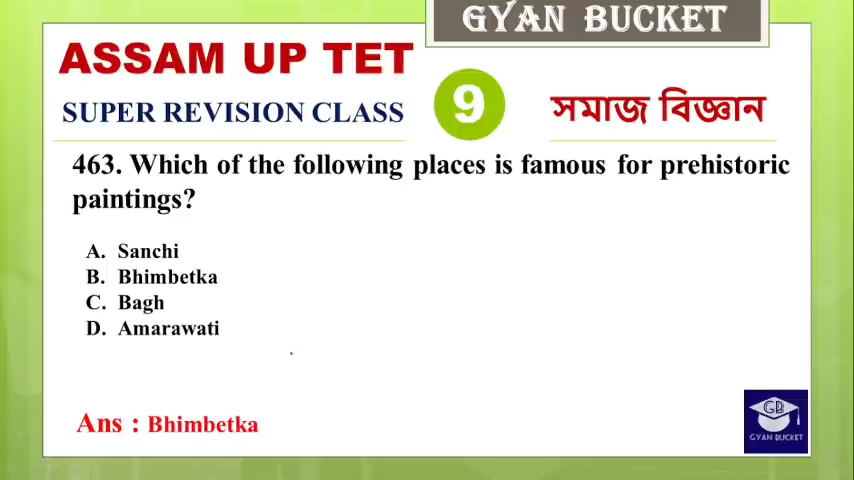 GYAN BUCKET
ASSAM UP TET
SUPER REVISION CLASS
9
সমাজ বিজ্ঞান
463. Which of the following places is famous for prehistoric
paintings?
A. Sanchi
B. Bhimbetka
C. Bagh
D. Amarawati
Ans : Bhimbetka
GB
GYAN BUCKET